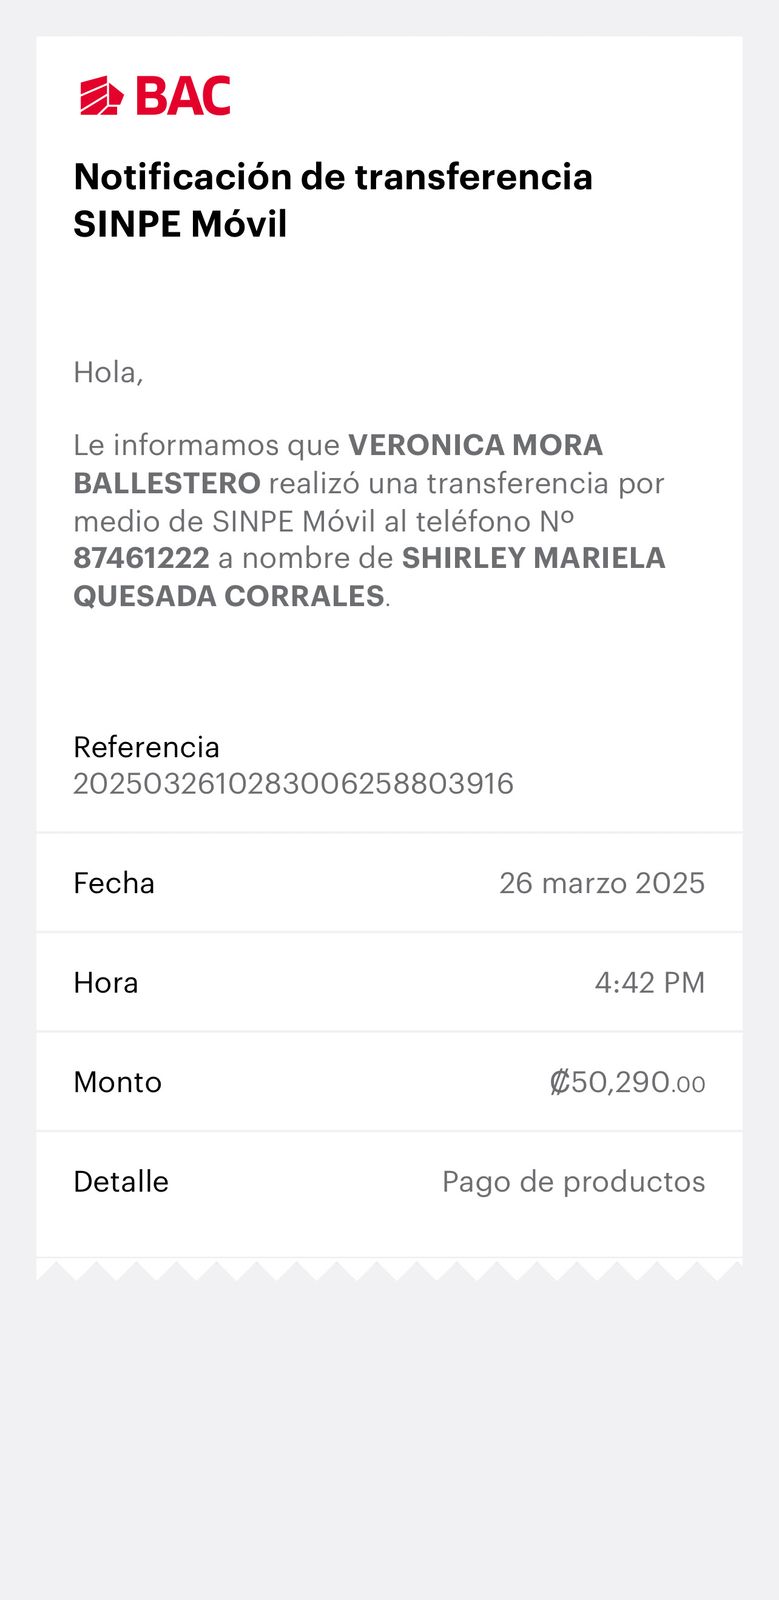 BAC
Notificación de transferencia
SINPE Móvil
Hola,
Le informamos que VERONICA MORA
BALLESTERO realizó una transferencia por
medio de SINPE Móvil al teléfono Nº
87461222 a nombre de SHIRLEY MARIELA
QUESADA CORRALES.
Referencia
2025032610283006258803916
Fecha 26 marzo 2025
Hora 4:42 PM
Monto ₡50,290.00
Detalle Pago de productos